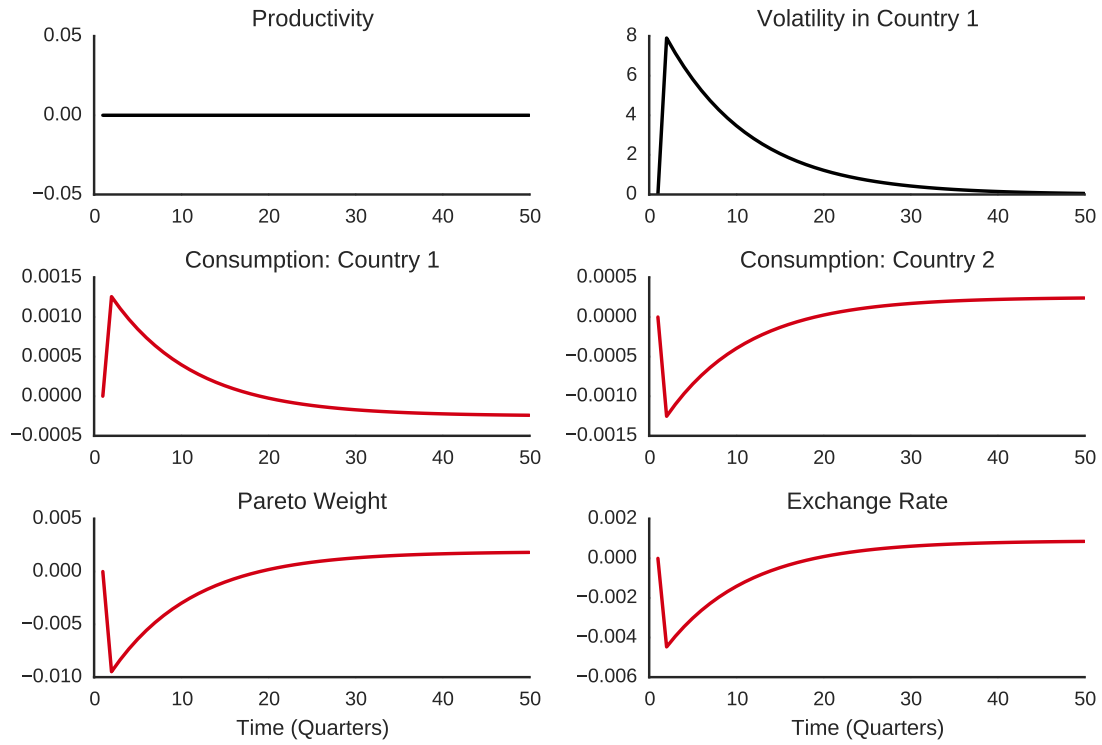 Productivity
0.05
0.00
−0.05
0 10 20 30 40 50
Volatility in Country 1
8
6
4
2
0
0 10 20 30 40 50
Consumption: Country 1
0.0015
0.0010
0.0005
0.0000
−0.0005
0 10 20 30 40 50
Consumption: Country 2
0.0005
0.0000
−0.0005
−0.0010
−0.0015
0 10 20 30 40 50
Pareto Weight
0.005
0.000
−0.005
−0.010
0 10 20 30 40 50
Time (Quarters)
Exchange Rate
0.002
0.000
−0.002
−0.004
−0.006
0 10 20 30 40 50
Time (Quarters)